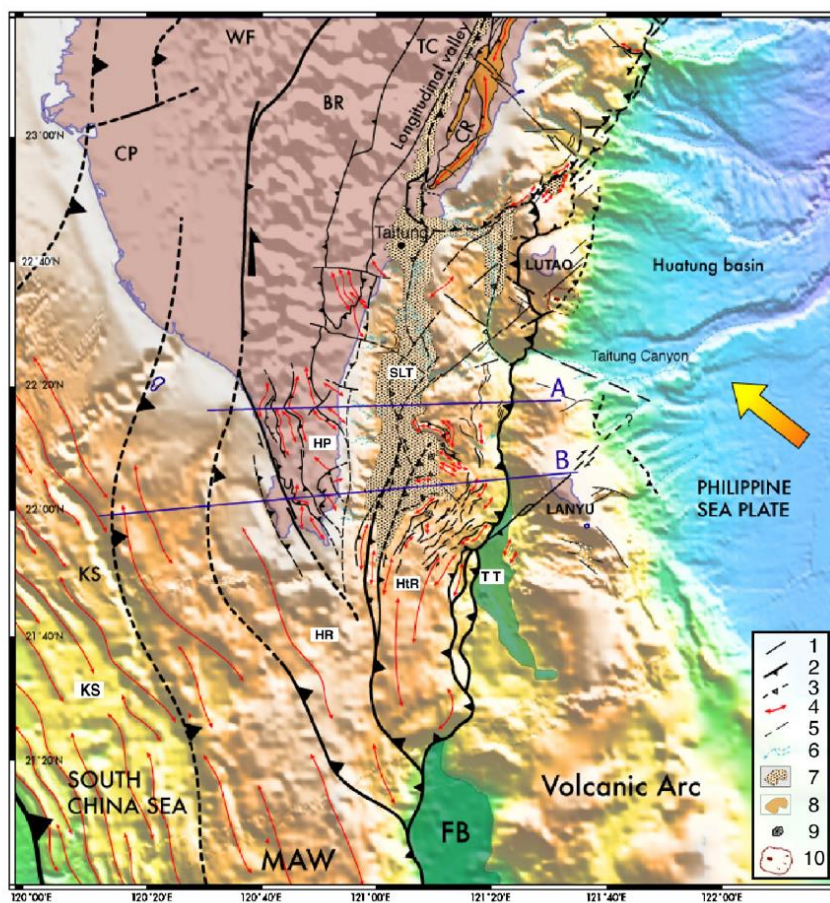 WF
TC
Longitudinal valley
BR
CR
23°00'N
CP
Taitung
22°40'
LUTAO
Huatung basin
SLT
Taitung Canyon
22°20'
A
HP
?
B
PHILIPPINE
SEA PLATE
22°00'N
LANYU
KS
HtR
T T
21°40'N
HR
KS
1
2
3
4
5
6
7
8
9
10
21°20'N
SOUTH
CHINA SEA
Volcanic Arc
FB
MAW
120°00'E
120°20'E
120°40'E
121°00'E
121°20'E
121°40'E
122°00'E